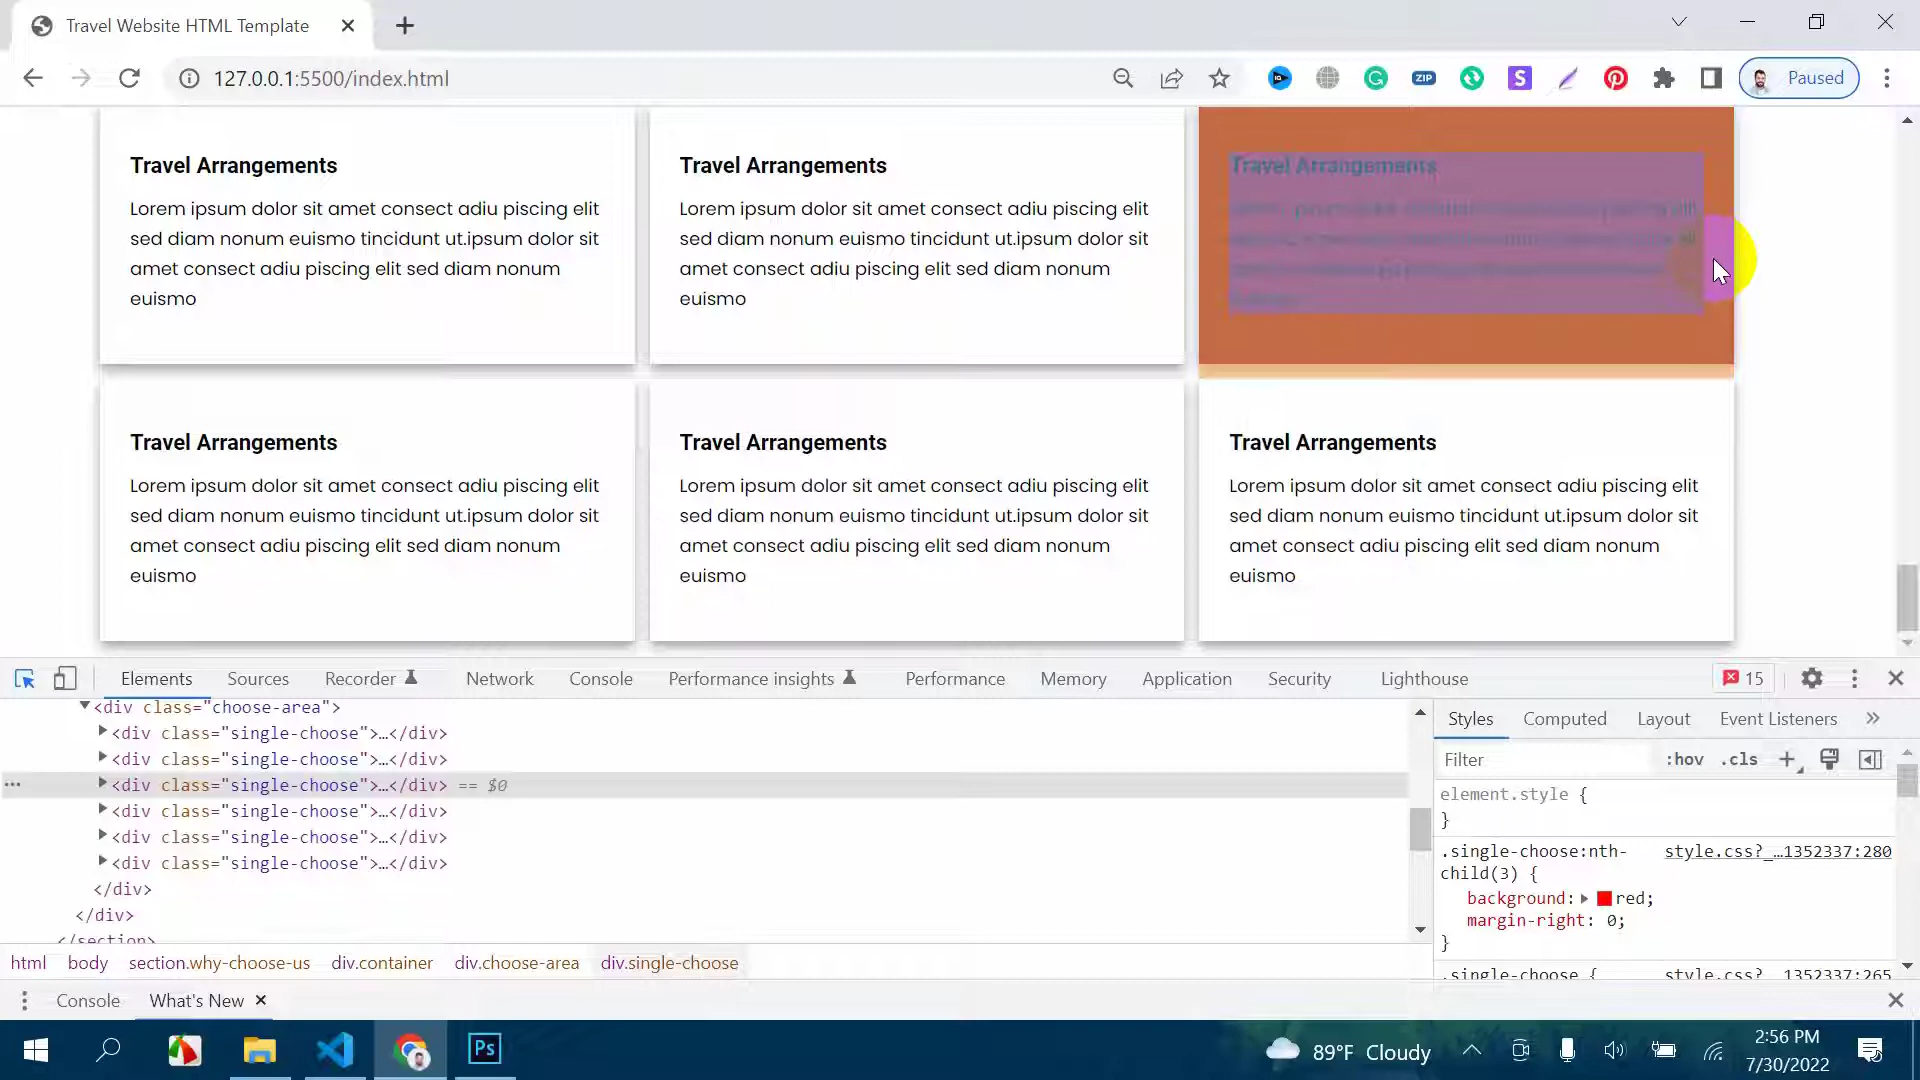 Travel Website HTML Template
127.0.0.1:5500/index.html
ZIP
S
Paused
Travel Arrangements
Lorem ipsum dolor sit amet consect adiu piscing elit
sed diam nonum euismo tincidunt ut.ipsum dolor sit
amet consect adiu piscing elit sed diam nonum
euismo
Travel Arrangements
Lorem ipsum dolor sit amet consect adiu piscing elit
sed diam nonum euismo tincidunt ut.ipsum dolor sit
amet consect adiu piscing elit sed diam nonum
euismo
Travel Arrangements
Travel Arrangements
Lorem ipsum dolor sit amet consect adiu piscing elit
sed diam nonum euismo tincidunt ut.ipsum dolor sit
amet consect adiu piscing elit sed diam nonum
euismo
Travel Arrangements
Lorem ipsum dolor sit amet consect adiu piscing elit
sed diam nonum euismo tincidunt ut.ipsum dolor sit
amet consect adiu piscing elit sed diam nonum
euismo
Travel Arrangements
Lorem ipsum dolor sit amet consect adiu piscing elit
sed diam nonum euismo tincidunt ut.ipsum dolor sit
amet consect adiu piscing elit sed diam nonum
euismo
Elements Sources Recorder Network Console Performance insights Performance Memory Application Security Lighthouse 15
<div class="choose-area">
<div class="single-choose">…</div>
<div class="single-choose">…</div>
<div class="single-choose">…</div> == $0
<div class="single-choose">…</div>
<div class="single-choose">…</div>
<div class="single-choose">…</div>
</div>
</div>
</section>
html body section.why-choose-us div.container div.choose-area div.single-choose
Styles Computed Layout Event Listeners »
Filter :hov .cls +
element.style {
}
.single-choose:nth- style.css?_…1352337:280
child(3) {
background: red;
margin-right: 0;
}
.single-choose { style.css?_…1352337:265
Console What's New
Ps
89°F Cloudy
2:56 PM
7/30/2022